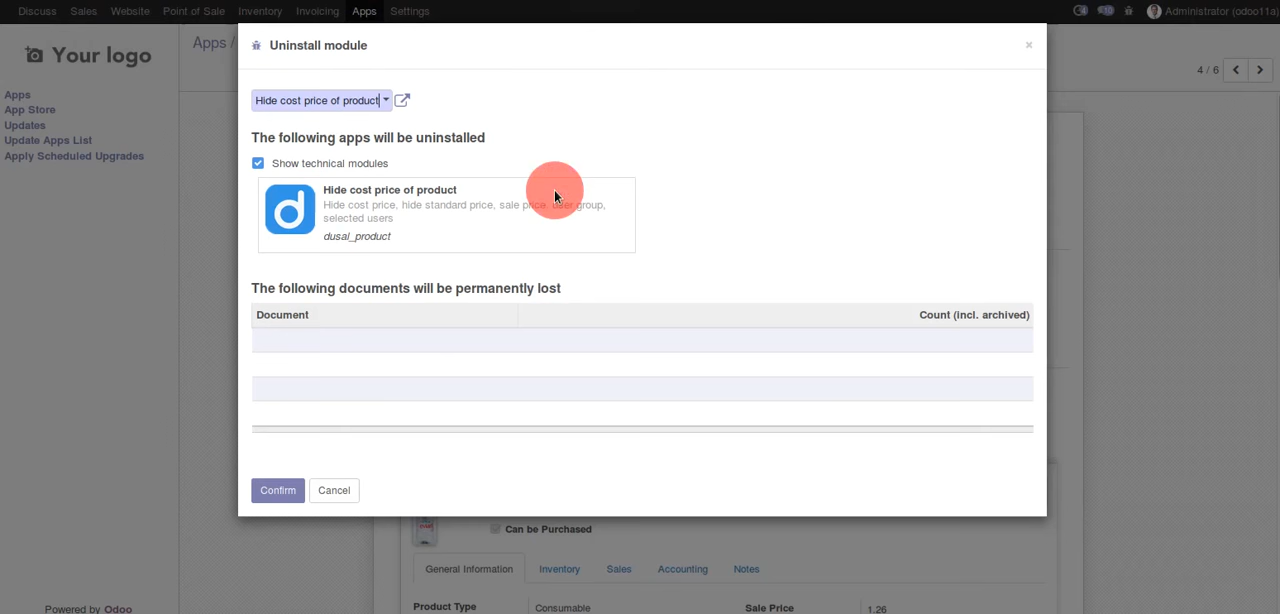 Discuss Sales Website Point of Sale Inventory Invoicing Apps Settings
4 10 Administrator (odoo11a)
Your logo
Apps /
Uninstall module
×
4 / 6
Apps
App Store
Updates
Update Apps List
Apply Scheduled Upgrades
Hide cost price of product
The following apps will be uninstalled
Show technical modules
Hide cost price of product
Hide cost price, hide standard price, sale price, user group,
selected users
dusal_product
The following documents will be permanently lost
Document Count (incl. archived)
Confirm Cancel
Can be Purchased
General Information Inventory Sales Accounting Notes
Product Type Consumable Sale Price 1.26
Powered by Odoo